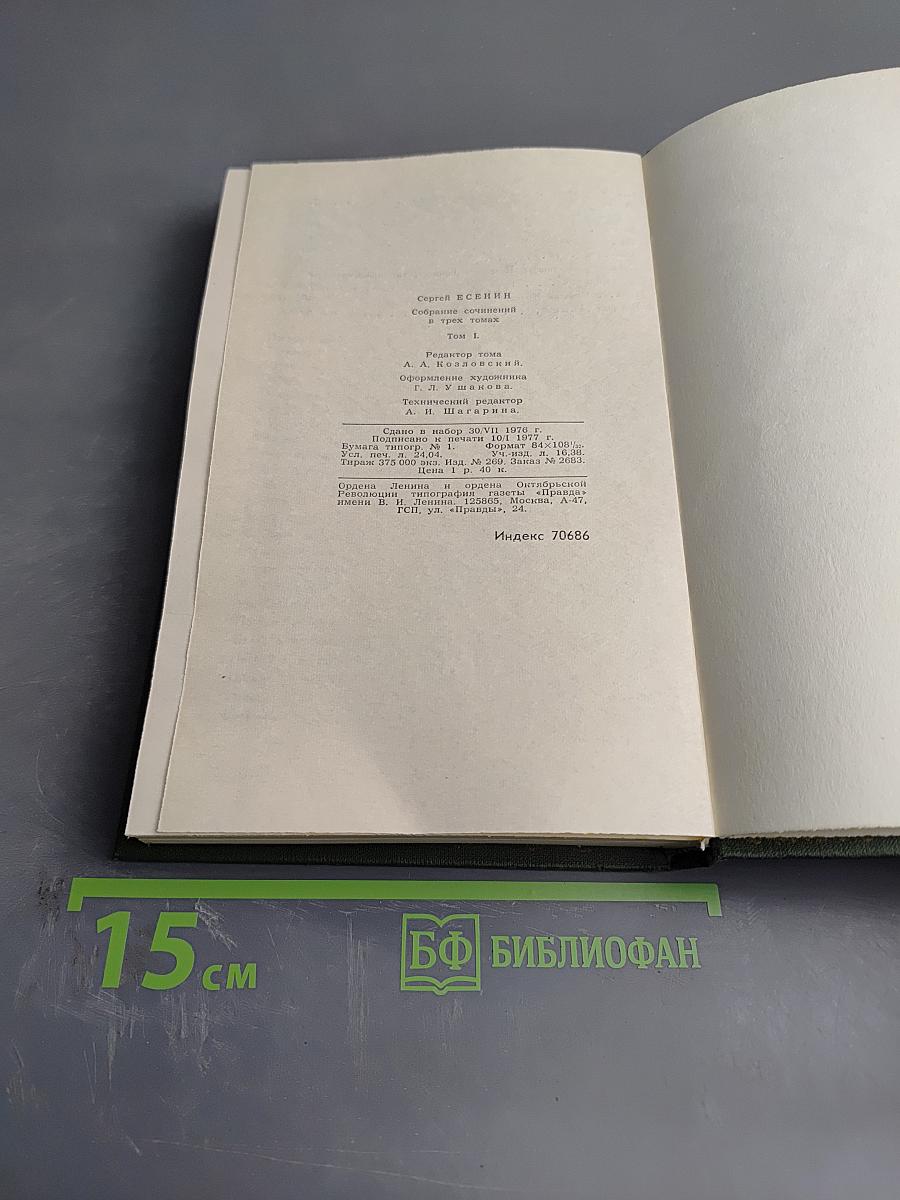 Сергей ЕСЕНИН
Собрание сочинений
в трех томах
Том I.
Редактор тома
А. А. Козловский.
Оформление художника
Г. Л. Ушакова.
Технический редактор
А. И. Шагарина.
Сдано в набор 30/VII 1976 г.
Подписано к печати 10/I 1977 г.
Бумага типогр. № 1. Формат 84×108¹/₃₂.
Усл. печ. л. 24,04. Уч.-изд. л. 16,38.
Тираж 375 000 экз. Изд. № 269. Заказ № 2683.
Цена 1 р. 40 к.
Ордена Ленина и ордена Октябрьской
Революции типография газеты «Правда»
имени В. И. Ленина. 125865, Москва, А-47,
ГСП, ул. «Правды», 24.
Индекс 70686
15 см
БФ БИБЛИОФАН